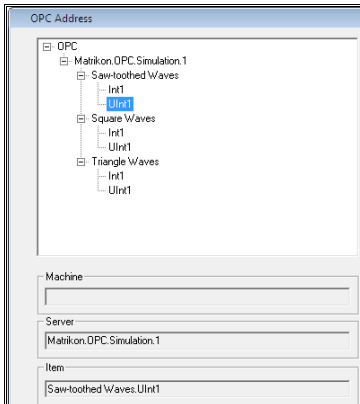 OPC Address
OPC
Matrikon.OPC.Simulation.1
Saw-toothed Waves
Int1
UInt1
Square Waves
Int1
UInt1
Triangle Waves
Int1
UInt1
Machine
Server
Matrikon.OPC.Simulation.1
Item
Saw-toothed Waves.UInt1